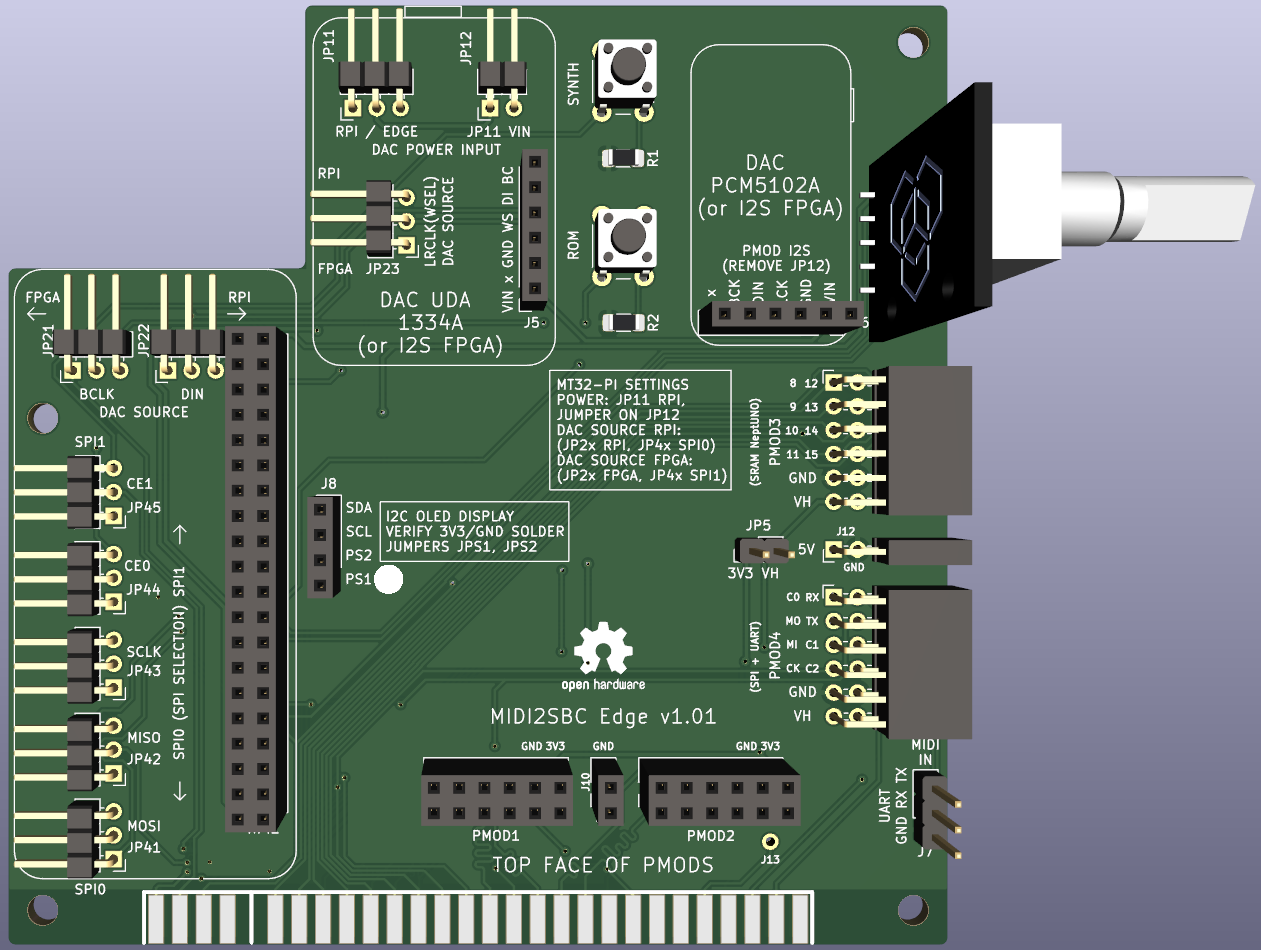 JP11
JP12
RPI / EDGE
JP11 VIN
DAC POWER INPUT
SYNTH
R1
RPI
LRCLK(WSEL)
DAC SOURCE
FPGA
JP23
VIN x GND WS DI BC
J5
DAC UDA
1334A
(or I2S FPGA)
ROM
R2
DAC
PCM5102A
(or I2S FPGA)
PMOD I2S
(REMOVE JP12)
x
DIN
VIN
FPGA
RPI
JP21
JP22
BCLK
DIN
DAC SOURCE
SPI1
CE1
JP45
CE0
JP44
SCLK
JP43
MISO
JP42
MOSI
JP41
SPI0
SPI0 (SPI SELECTION) SPI1
J8
SDA
SCL
PS2
PS1
I2C OLED DISPLAY
VERIFY 3V3/GND SOLDER
JUMPERS JPS1, JPS2
MT32-PI SETTINGS
POWER: JP11 RPI,
JUMPER ON JP12
DAC SOURCE RPI:
(JP2x RPI, JP4x SPI0)
DAC SOURCE FPGA:
(JP2x FPGA, JP4x SPI1)
(SRAM NeptUNO)
PMOD3
8 12
9 13
10 14
11 15
GND
VH
JP5
3V3 VH
J12
5V
GND
(SPI + UART)
PMOD4
C0 RX
MO TX
MI C1
CK C2
GND
VH
open hardware
MIDI2SBC Edge v1.01
GND 3V3
GND
GND 3V3
J10
PMOD1
PMOD2
J13
TOP FACE OF PMODS
MIDI
IN
UART
GND RX TX
J7